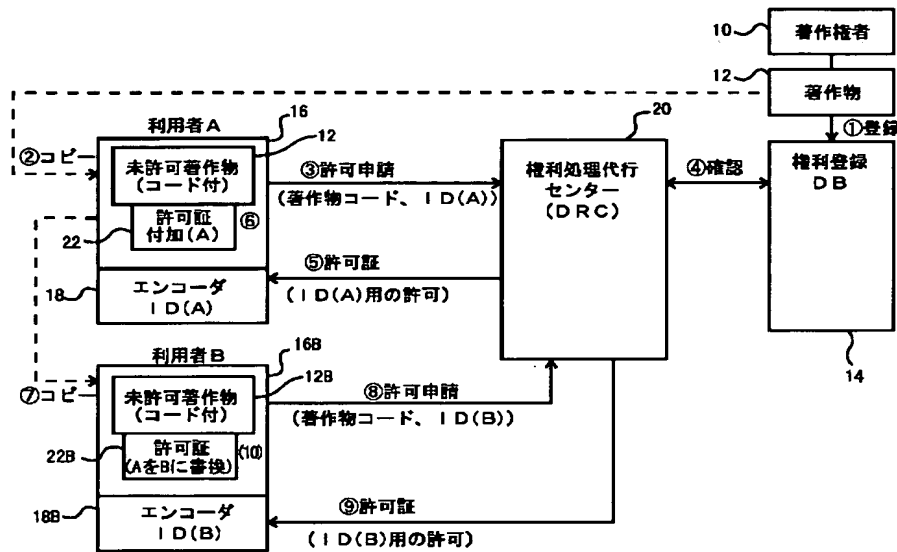 10
著作権者
12
著作物
①登録
利用者A
16
12
20
②コピ
未許可著作物
(コード付)
③許可申請
(著作物コード、ID(A))
権利処理代行
センター
(DRC)
④確認
権利登録
DB
許可証
付加(A)
⑥
22
⑤許可証
(ID(A)用の許可)
18
エンコーダ
ID(A)
14
利用者B
16B
12B
⑦コピ
未許可著作物
(コード付)
⑧許可申請
(著作物コード、ID(B))
22B
許可証
(AをBに書換)
(10)
⑨許可証
(ID(B)用の許可)
18B
エンコーダ
ID(B)